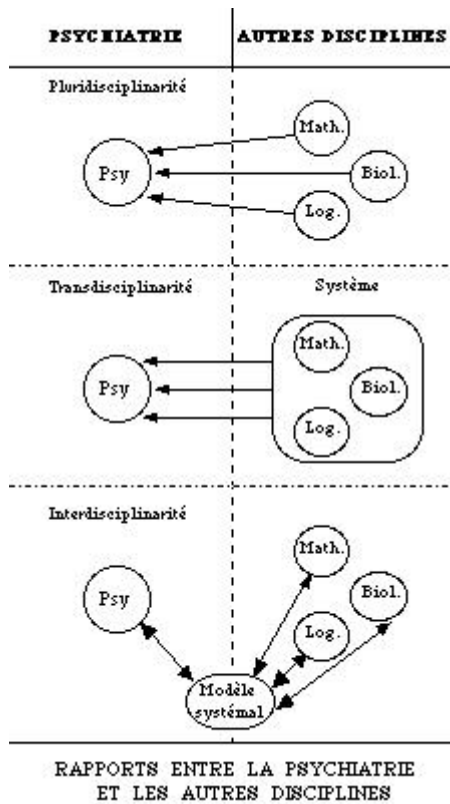 PSYCHIATRIE
AUTRES DISCIPLINES
Pluridisciplinarité
Math.
Psy
Biol.
Log.
Transdisciplinarité
Système
Math.
Psy
Biol.
Log.
Interdisciplinarité
Math.
Psy
Biol.
Log.
Modèle
systémal
RAPPORTS ENTRE LA PSYCHIATRIE
ET LES AUTRES DISCIPLINES